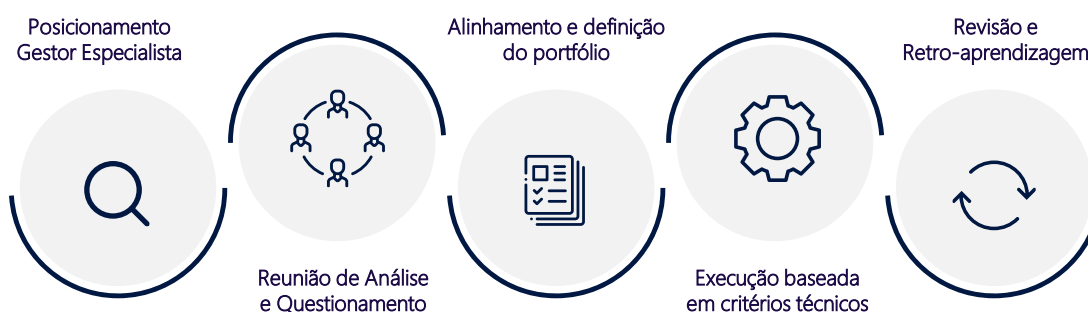 Posicionamento
Gestor Especialista
Reunião de Análise
e Questionamento
Alinhamento e definição
do portfólio
Execução baseada
em critérios técnicos
Revisão e
Retro-aprendizagem